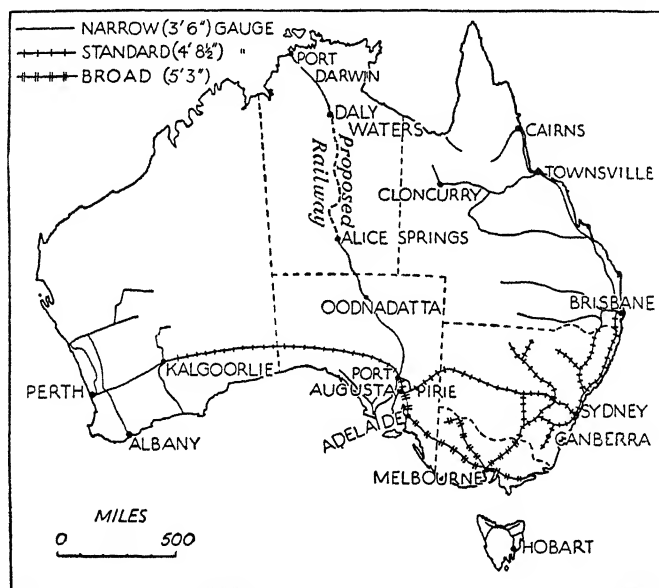 NARROW (3' 6") GAUGE
STANDARD (4' 8½") "
BROAD (5' 3")
PORT
DARWIN
DALY
WATERS
Proposed
Railway
CAIRNS
TOWNSVILLE
CLONCURRY
ALICE SPRINGS
OODNADATTA
BRISBANE
KALGOORLIE
PERTH
ALBANY
PORT
AUGUSTA
PIRIE
ADELAIDE
SYDNEY
CANBERRA
MELBOURNE
MILES
0 500
HOBART